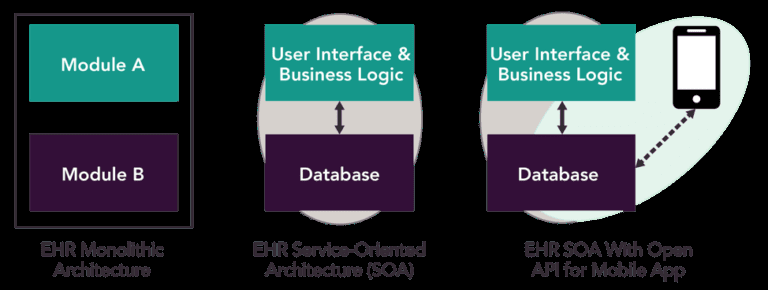 Module A
Module B
EHR Monolithic
Architecture
User Interface &
Business Logic
Database
EHR Service-Oriented
Architecture (SOA)
User Interface &
Business Logic
Database
EHR SOA With Open
API for Mobile App